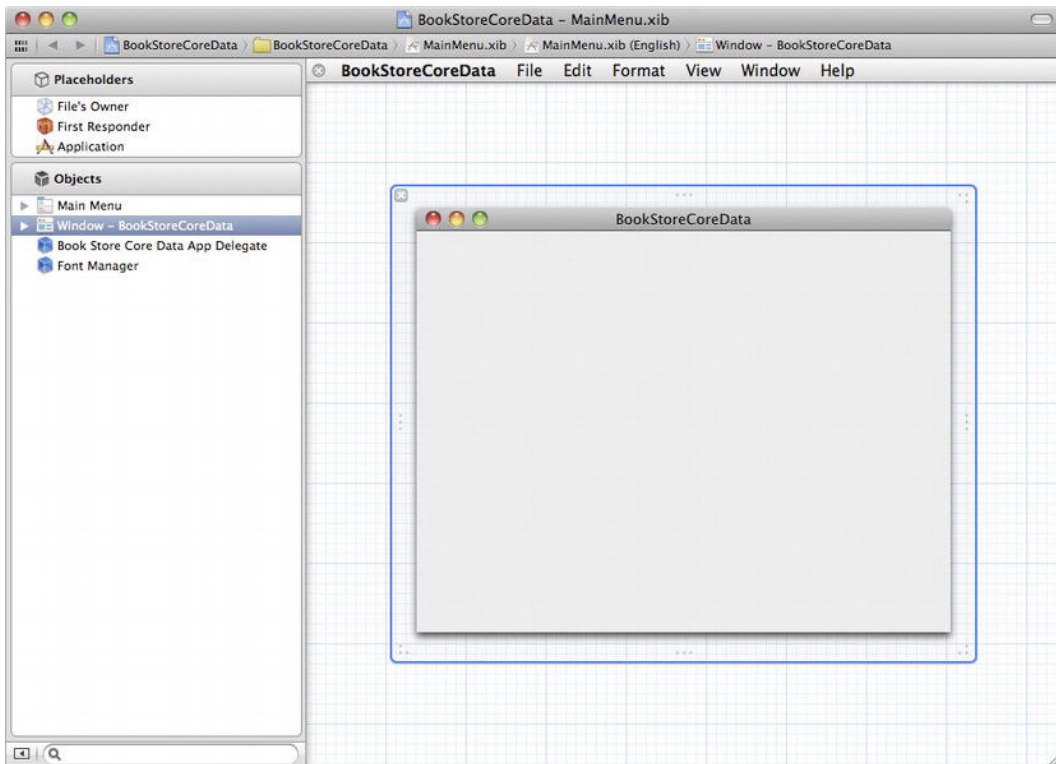 BookStoreCoreData – MainMenu.xib
BookStoreCoreData BookStoreCoreData MainMenu.xib MainMenu.xib (English) Window – BookStoreCoreData
Placeholders
File's Owner
First Responder
Application
Objects
Main Menu
Window – BookStoreCoreData
Book Store Core Data App Delegate
Font Manager
BookStoreCoreData File Edit Format View Window Help
BookStoreCoreData